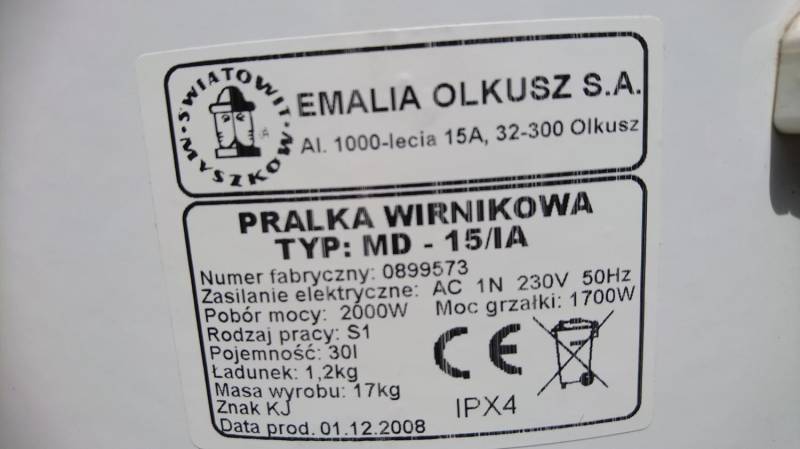 ŚWIATOWIT
MYSZKÓW
EMALIA OLKUSZ S.A.
Al. 1000-lecia 15A, 32-300 Olkusz
PRALKA WIRNIKOWA
TYP: MD - 15/IA
Numer fabryczny: 0899573
Zasilanie elektryczne: AC 1N 230V 50Hz
Pobór mocy: 2000W Moc grzałki: 1700W
Rodzaj pracy: S1
Pojemność: 30l
Ładunek: 1,2kg
Masa wyrobu: 17kg
Znak KJ
Data prod. 01.12.2008
CE
IPX4